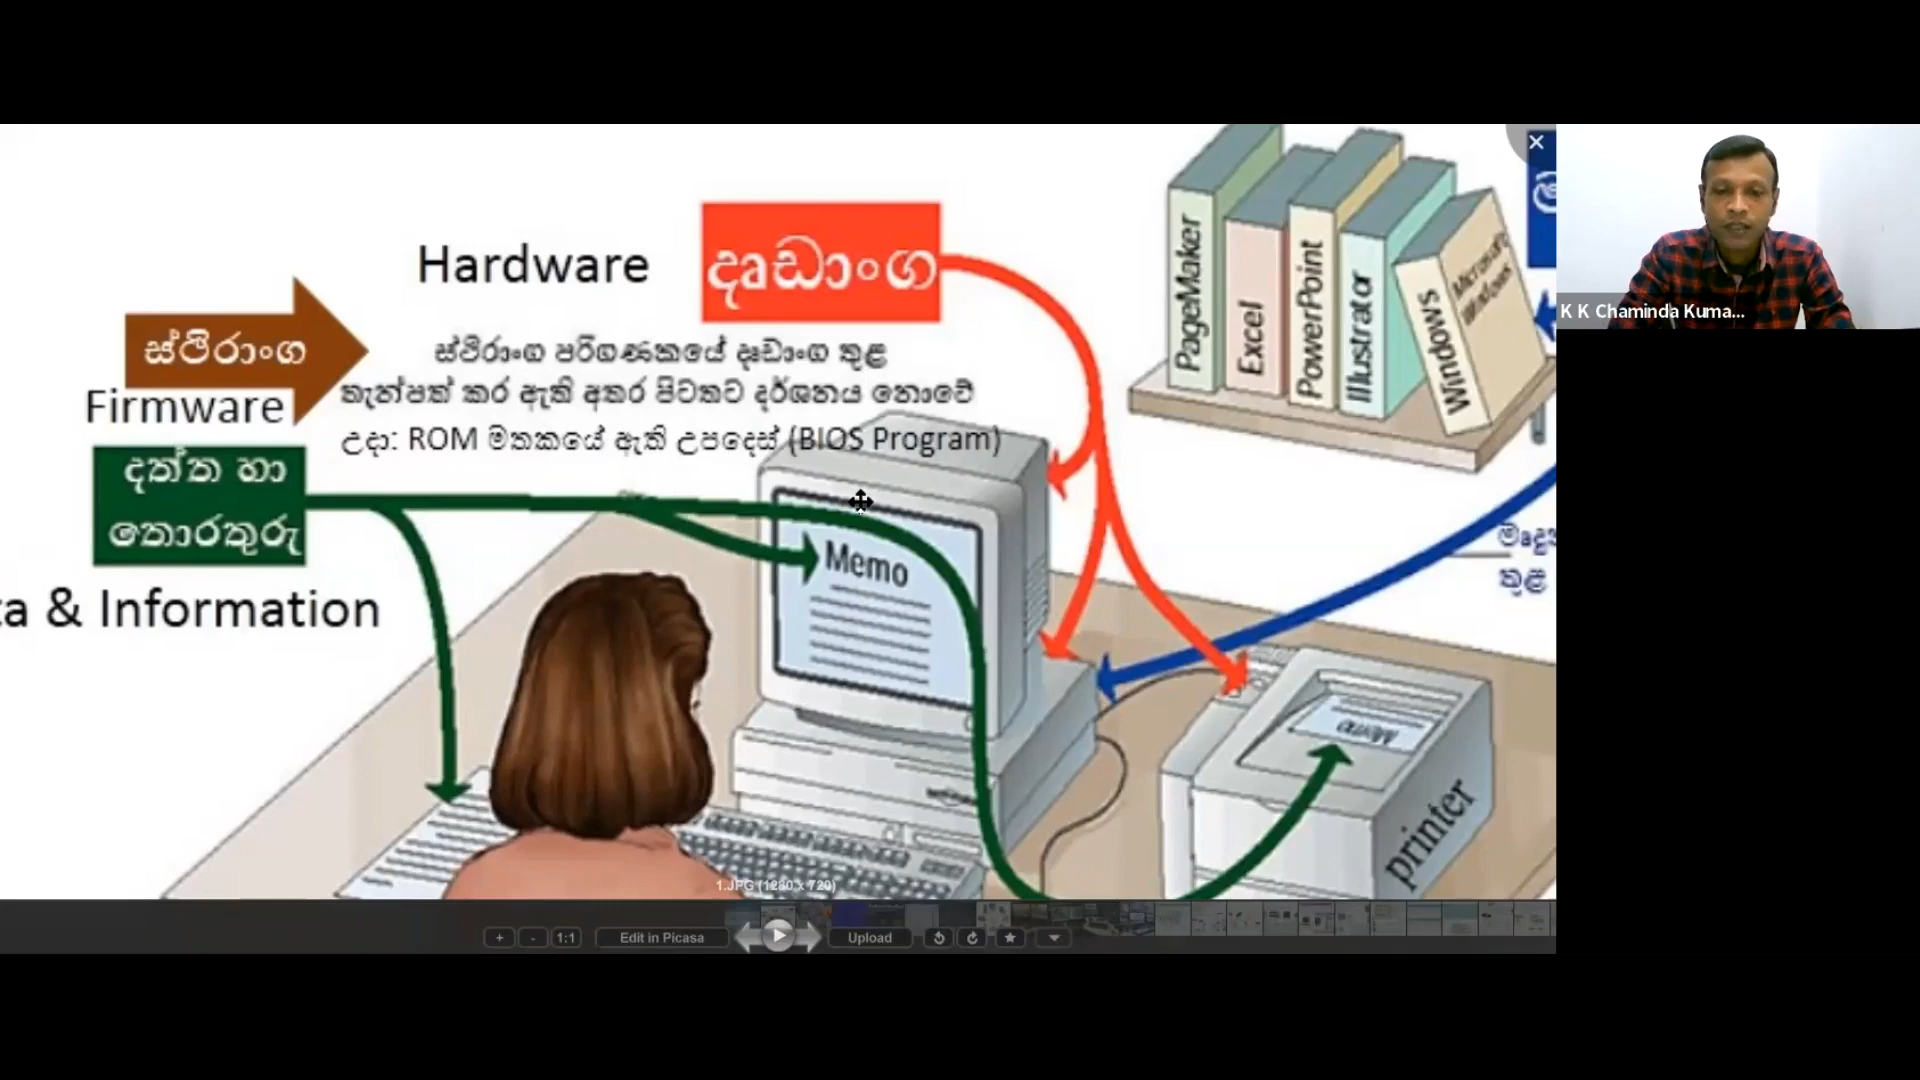 Hardware
දෘඩාංග
ස්ථිරාංග
Firmware
ස්ථිරාංග පරිගණකයේ දෘඩාංග තුළ
තැන්පත් කර ඇති අතර පිටතට දර්ශනය නොවේ
උදා: ROM මතකයේ ඇති උපදෙස් (BIOS Program)
දත්ත හා
තොරතුරු
ta & Information
PageMaker
Excel
PowerPoint
Illustrator
Windows
Microsoft
Windows
තුළ
Memo
Memo
printer
K K Chaminda Kuma...
1.JPG (1280 x 720)
+ - 1:1 Edit in Picasa Upload